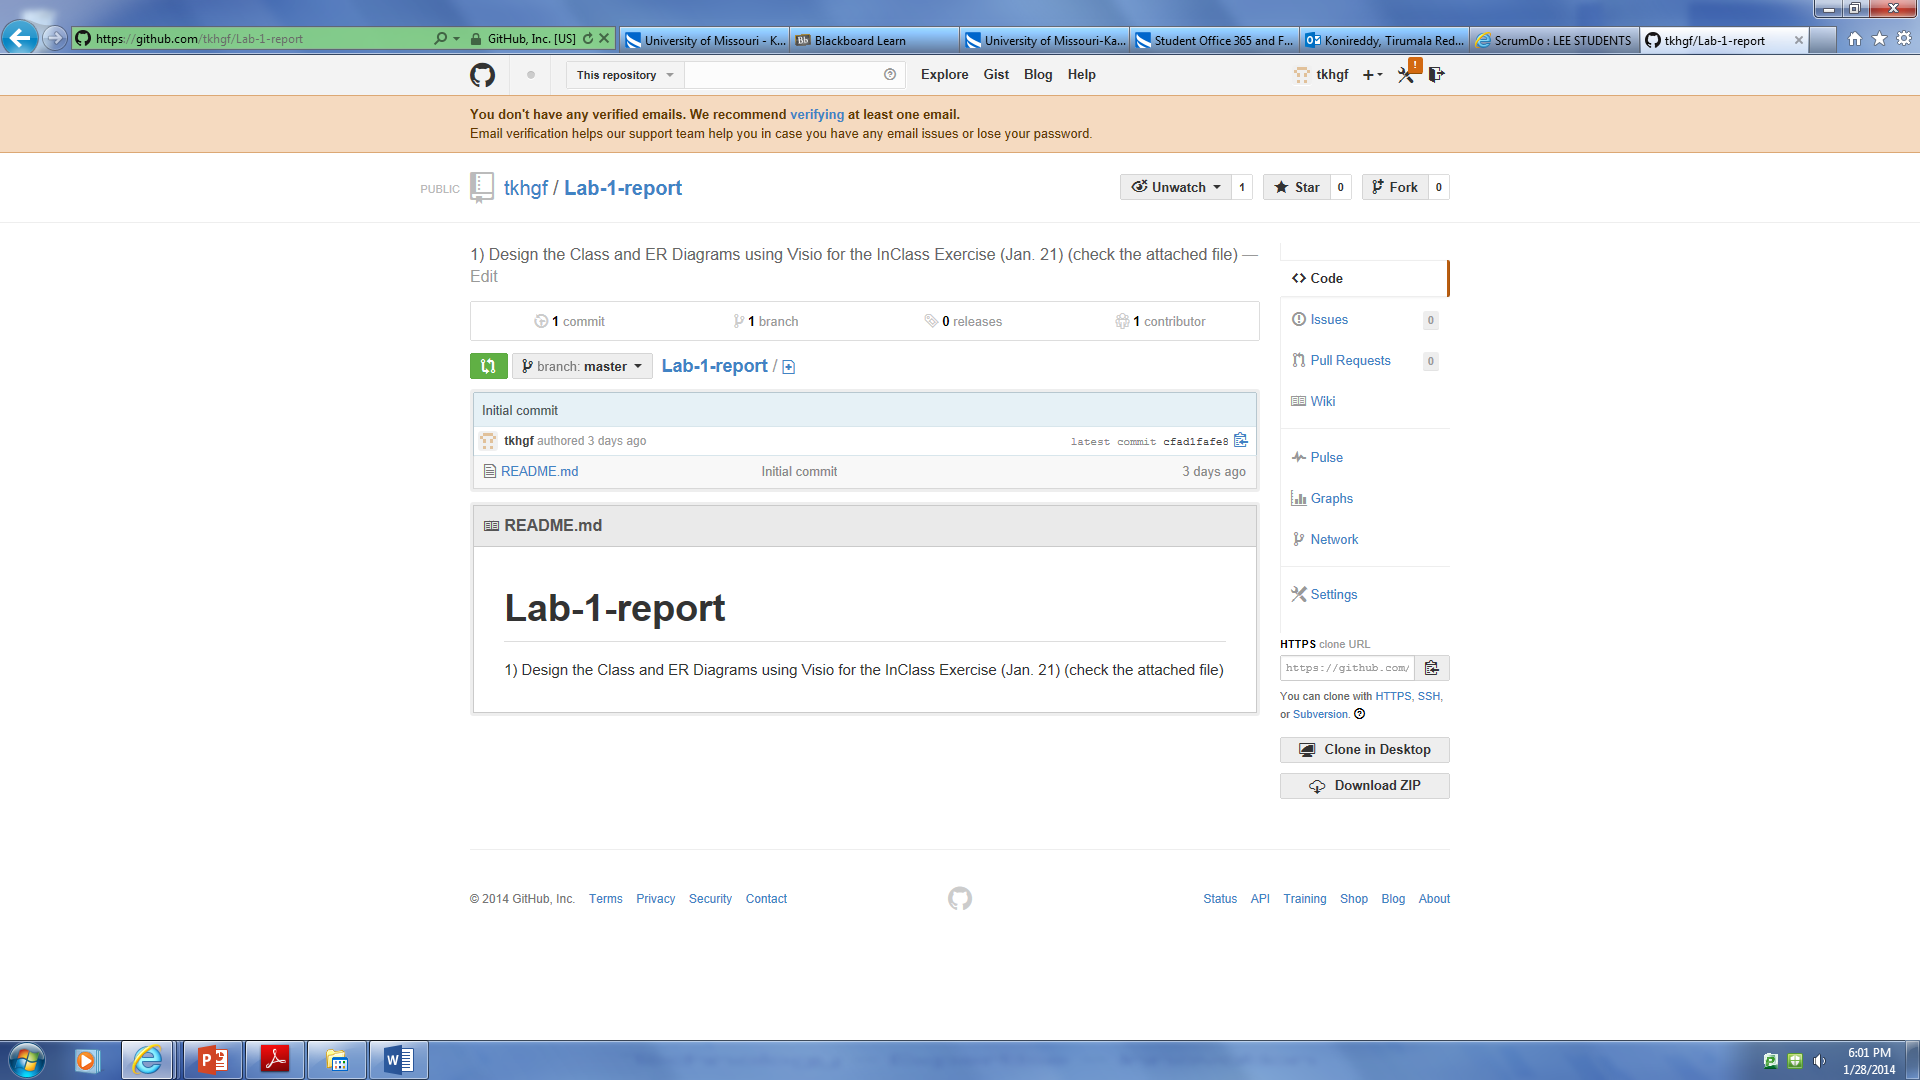 https://github.com/tkhgf/Lab-1-report
GitHub, Inc. [US]
University of Missouri - K...
Blackboard Learn
University of Missouri-Ka...
Student Office 365 and F...
Konireddy, Tirumala Red...
ScrumDo : LEE STUDENTS
tkhgf/Lab-1-report
This repository
Explore Gist Blog Help
tkhgf
You don't have any verified emails. We recommend verifying at least one email.
Email verification helps our support team help you in case you have any email issues or lose your password.
PUBLIC tkhgf / Lab-1-report
Unwatch 1 Star 0 Fork 0
1) Design the Class and ER Diagrams using Visio for the InClass Exercise (Jan. 21) (check the attached file) —
Edit
1 commit 1 branch 0 releases 1 contributor
branch: master Lab-1-report /
Initial commit
tkhgf authored 3 days ago latest commit cfad1fafe8
README.md Initial commit 3 days ago
README.md
Lab-1-report
1) Design the Class and ER Diagrams using Visio for the InClass Exercise (Jan. 21) (check the attached file)
Code
Issues 0
Pull Requests 0
Wiki
Pulse
Graphs
Network
Settings
HTTPS clone URL
https://github.com/
You can clone with HTTPS, SSH,
or Subversion.
Clone in Desktop
Download ZIP
© 2014 GitHub, Inc. Terms Privacy Security Contact
Status API Training Shop Blog About
6:01 PM
1/28/2014